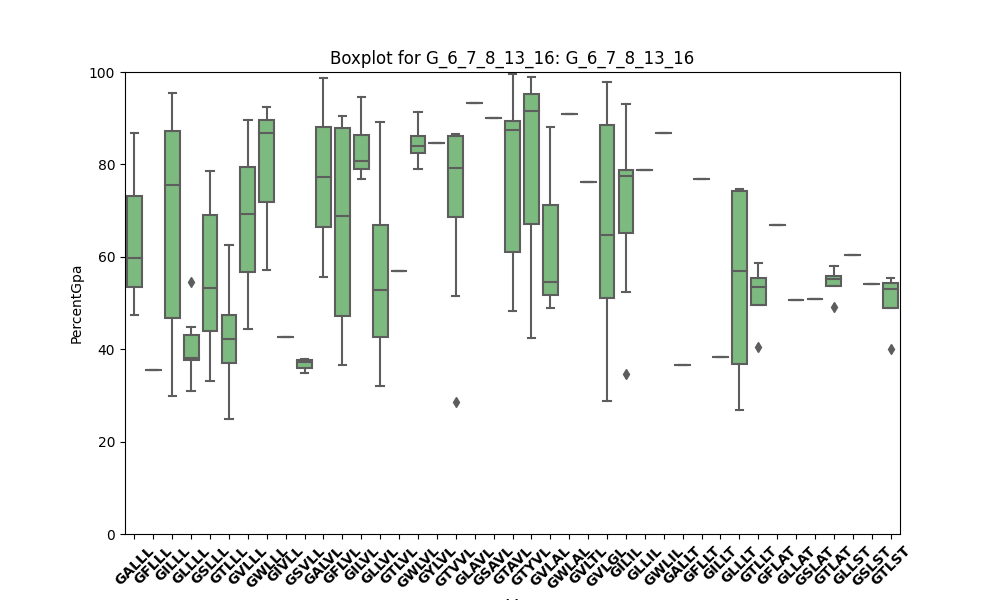 Boxplot for G_6_7_8_13_16: G_6_7_8_13_16
PercentGpa
100
80
60
40
20
0
GALLL
GFLLL
GILLL
GLLLL
GSLLL
GTLLL
GVLLL
GWLLL
GIVLL
GSVLL
GALVL
GFLVL
GILVL
GLLVL
GTLVL
GWLVL
GYLVL
GTVVL
GLAVL
GSAVL
GTAVL
GTYVL
GVLAL
GWLAL
GVLTL
GVLGL
GILIL
GLLIL
GWLIL
GALLT
GFLLT
GILLT
GLLLT
GTLLT
GFLAT
GLLAT
GSLAT
GTLAT
GLLST
GSLST
GTLST